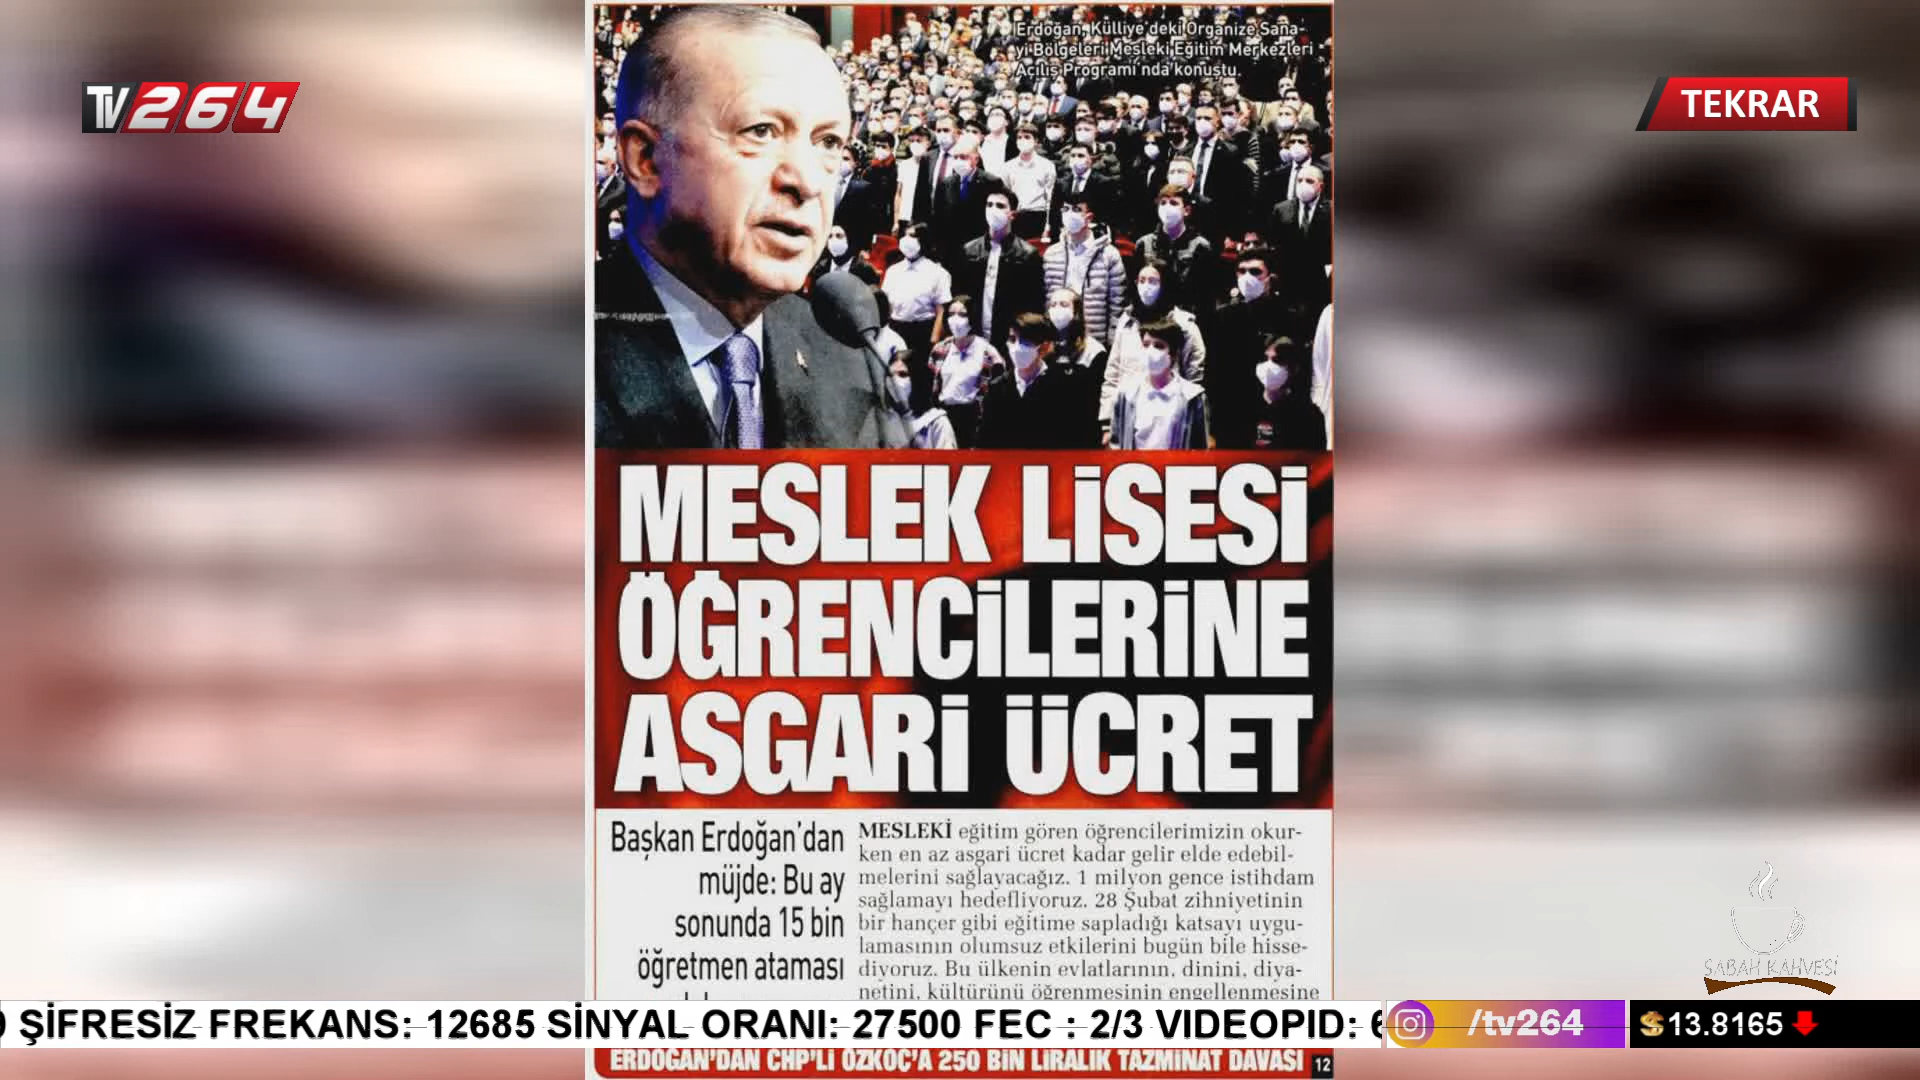 Erdoğan, Külliye'deki Organize Sana-
yi Bölgeleri Mesleki Eğitim Merkezleri
Açılış Programı'nda konuştu.
TV264
TEKRAR
MESLEK LİSESİ
ÖĞRENCİLERİNE
ASGARİ ÜCRET
Başkan Erdoğan'dan
müjde: Bu ay
sonunda 15 bin
öğretmen ataması
MESLEKİ eğitim gören öğrencilerimizin okur-
ken en az asgari ücret kadar gelir elde edebil-
melerini sağlayacağız. 1 milyon gence istihdam
sağlamayı hedefliyoruz. 28 Şubat zihniyetinin
bir hançer gibi eğitime sapladığı katsayı uygu-
lamasının olumsuz etkilerini bugün bile hisse-
diyoruz. Bu ülkenin evlatlarının, dinini, diya-
netini, kültürünü öğrenmesinin engellenmesine
SABAH KAHVESİ
ŞİFRESİZ FREKANS: 12685 SİNYAL ORANI: 27500 FEC : 2/3 VIDEOPID: 6
/tv264
$13.8165
ERDOĞAN'DAN CHP'Lİ ÖZKOÇ'A 250 BİN LİRALIK TAZMİNAT DAVASI 12